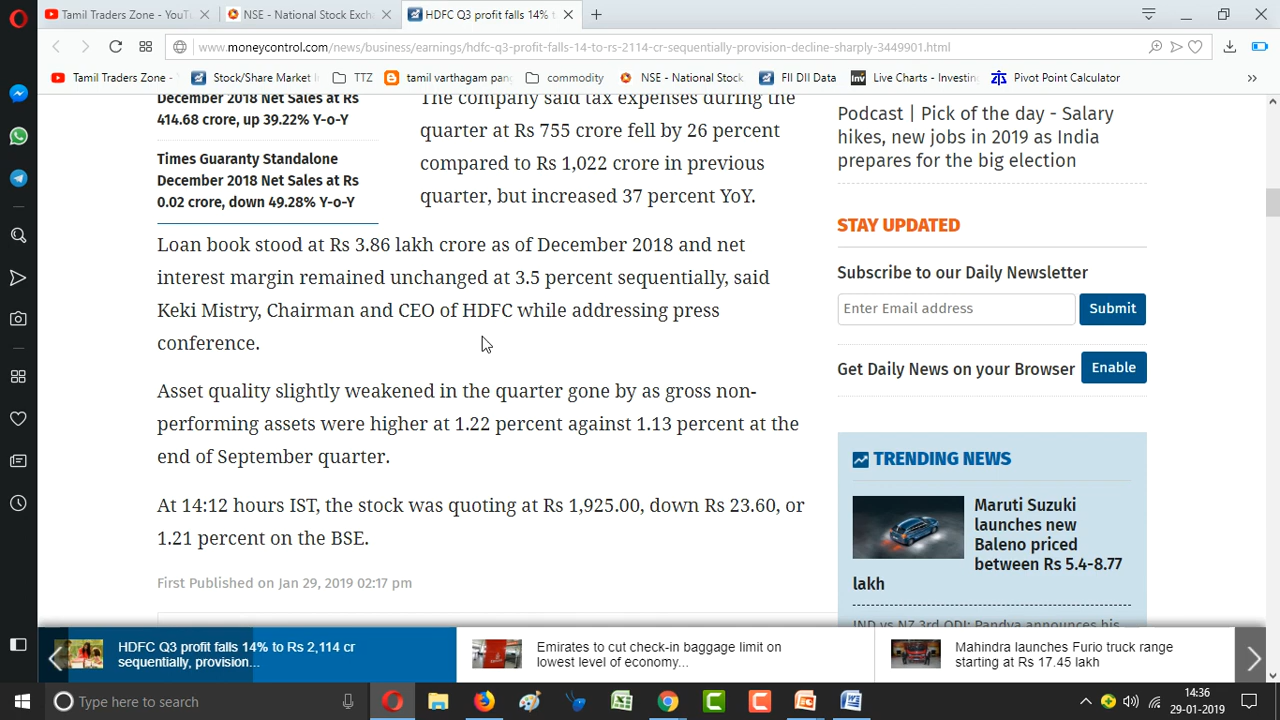 Tamil Traders Zone - YouTu
NSE - National Stock Exch
HDFC Q3 profit falls 14% t
www.moneycontrol.com/news/business/earnings/hdfc-q3-profit-falls-14-to-rs-2114-cr-sequentially-provision-decline-sharply-3449901.html
Tamil Traders Zone -
Stock/Share Market
TTZ
tamil varthagam pan
commodity
NSE - National Stock
FII DII Data
Inv
Live Charts - Investin
Pivot Point Calculator
December 2018 Net Sales at Rs
414.68 crore, up 39.22% Y-o-Y
Times Guaranty Standalone
December 2018 Net Sales at Rs
0.02 crore, down 49.28% Y-o-Y
The company said tax expenses during the
quarter at Rs 755 crore fell by 26 percent
compared to Rs 1,022 crore in previous
quarter, but increased 37 percent YoY.
Loan book stood at Rs 3.86 lakh crore as of December 2018 and net
interest margin remained unchanged at 3.5 percent sequentially, said
Keki Mistry, Chairman and CEO of HDFC while addressing press
conference.
Asset quality slightly weakened in the quarter gone by as gross non-
performing assets were higher at 1.22 percent against 1.13 percent at the
end of September quarter.
At 14:12 hours IST, the stock was quoting at Rs 1,925.00, down Rs 23.60, or
1.21 percent on the BSE.
First Published on Jan 29, 2019 02:17 pm
Podcast | Pick of the day - Salary
hikes, new jobs in 2019 as India
prepares for the big election
STAY UPDATED
Subscribe to our Daily Newsletter
Enter Email address
Submit
Get Daily News on your Browser
Enable
TRENDING NEWS
Maruti Suzuki
launches new
Baleno priced
between Rs 5.4-8.77
lakh
IND vs NZ 3rd ODI: Pandya announces his
HDFC Q3 profit falls 14% to Rs 2,114 cr
sequentially, provision...
Emirates to cut check-in baggage limit on
lowest level of economy...
Mahindra launches Furio truck range
starting at Rs 17.45 lakh
Type here to search
14:36
29-01-2019